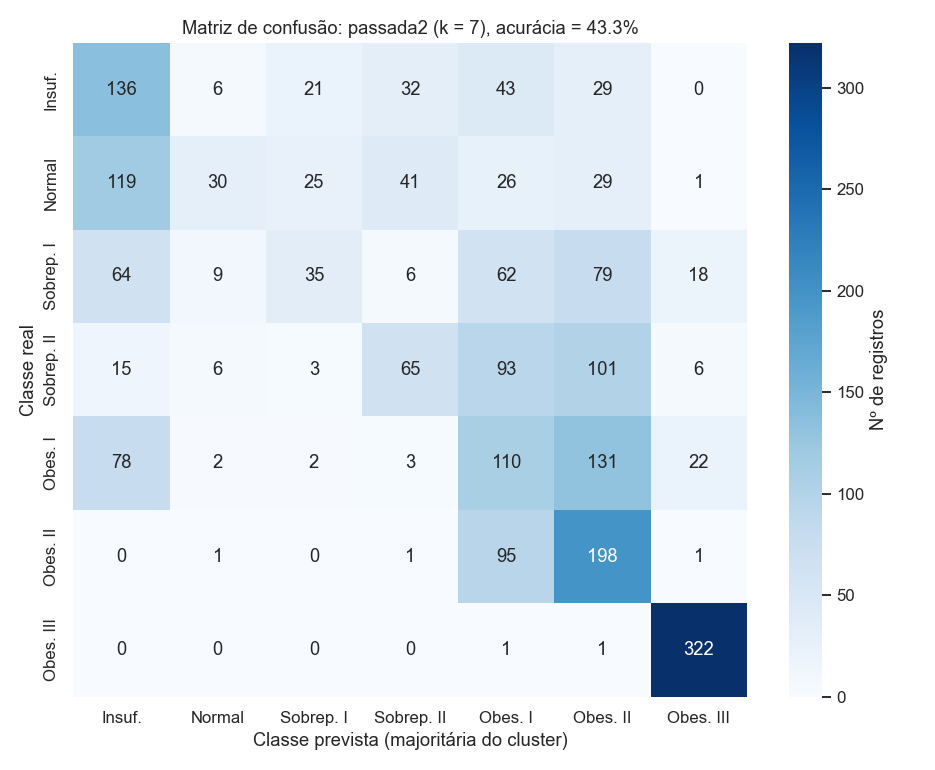 Matriz de confusão: passada2 (k = 7), acurácia = 43.3%
Classe real
Insuf. 136 6 21 32 43 29 0
Normal 119 30 25 41 26 29 1
Sobrep. I 64 9 35 6 62 79 18
Sobrep. II 15 6 3 65 93 101 6
Obes. I 78 2 2 3 110 131 22
Obes. II 0 1 0 1 95 198 1
Obes. III 0 0 0 0 1 1 322
Insuf. Normal Sobrep. I Sobrep. II Obes. I Obes. II Obes. III
Classe prevista (majoritária do cluster)
300
250
200
150
100
50
0
Nº de registros